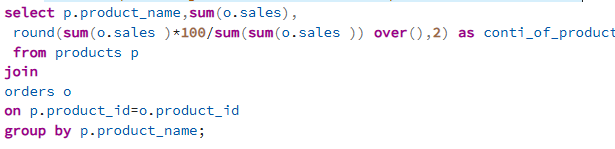 select p.product_name,sum(o.sales),
round(sum(o.sales )*100/sum(sum(o.sales )) over(),2) as conti_of_product
from products p
join
orders o
on p.product_id=o.product_id
group by p.product_name;